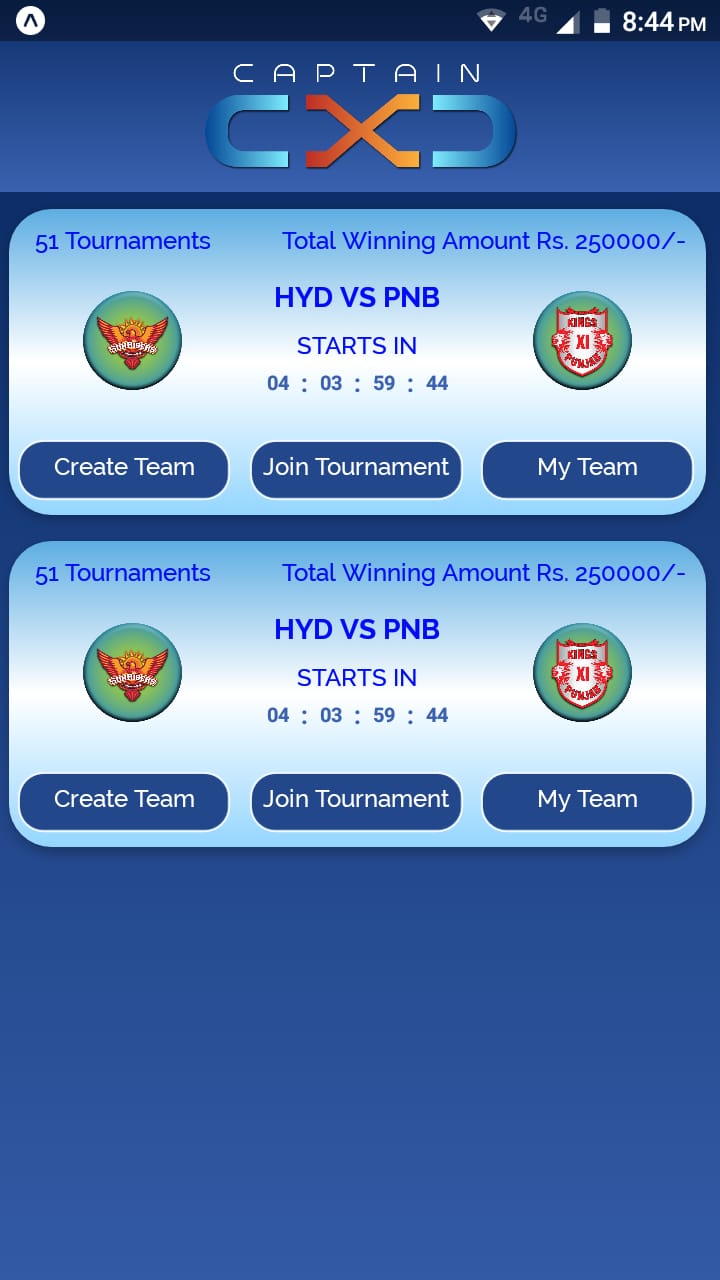 4G 8:44 PM
CAPTAIN
CXD
51 Tournaments Total Winning Amount Rs. 250000/-
HYD VS PNB
SUNRISERS
KINGS
XI
PUNJAB
STARTS IN
04 : 03 : 59 : 44
Create Team Join Tournament My Team
51 Tournaments Total Winning Amount Rs. 250000/-
HYD VS PNB
SUNRISERS
KINGS
XI
PUNJAB
STARTS IN
04 : 03 : 59 : 44
Create Team Join Tournament My Team